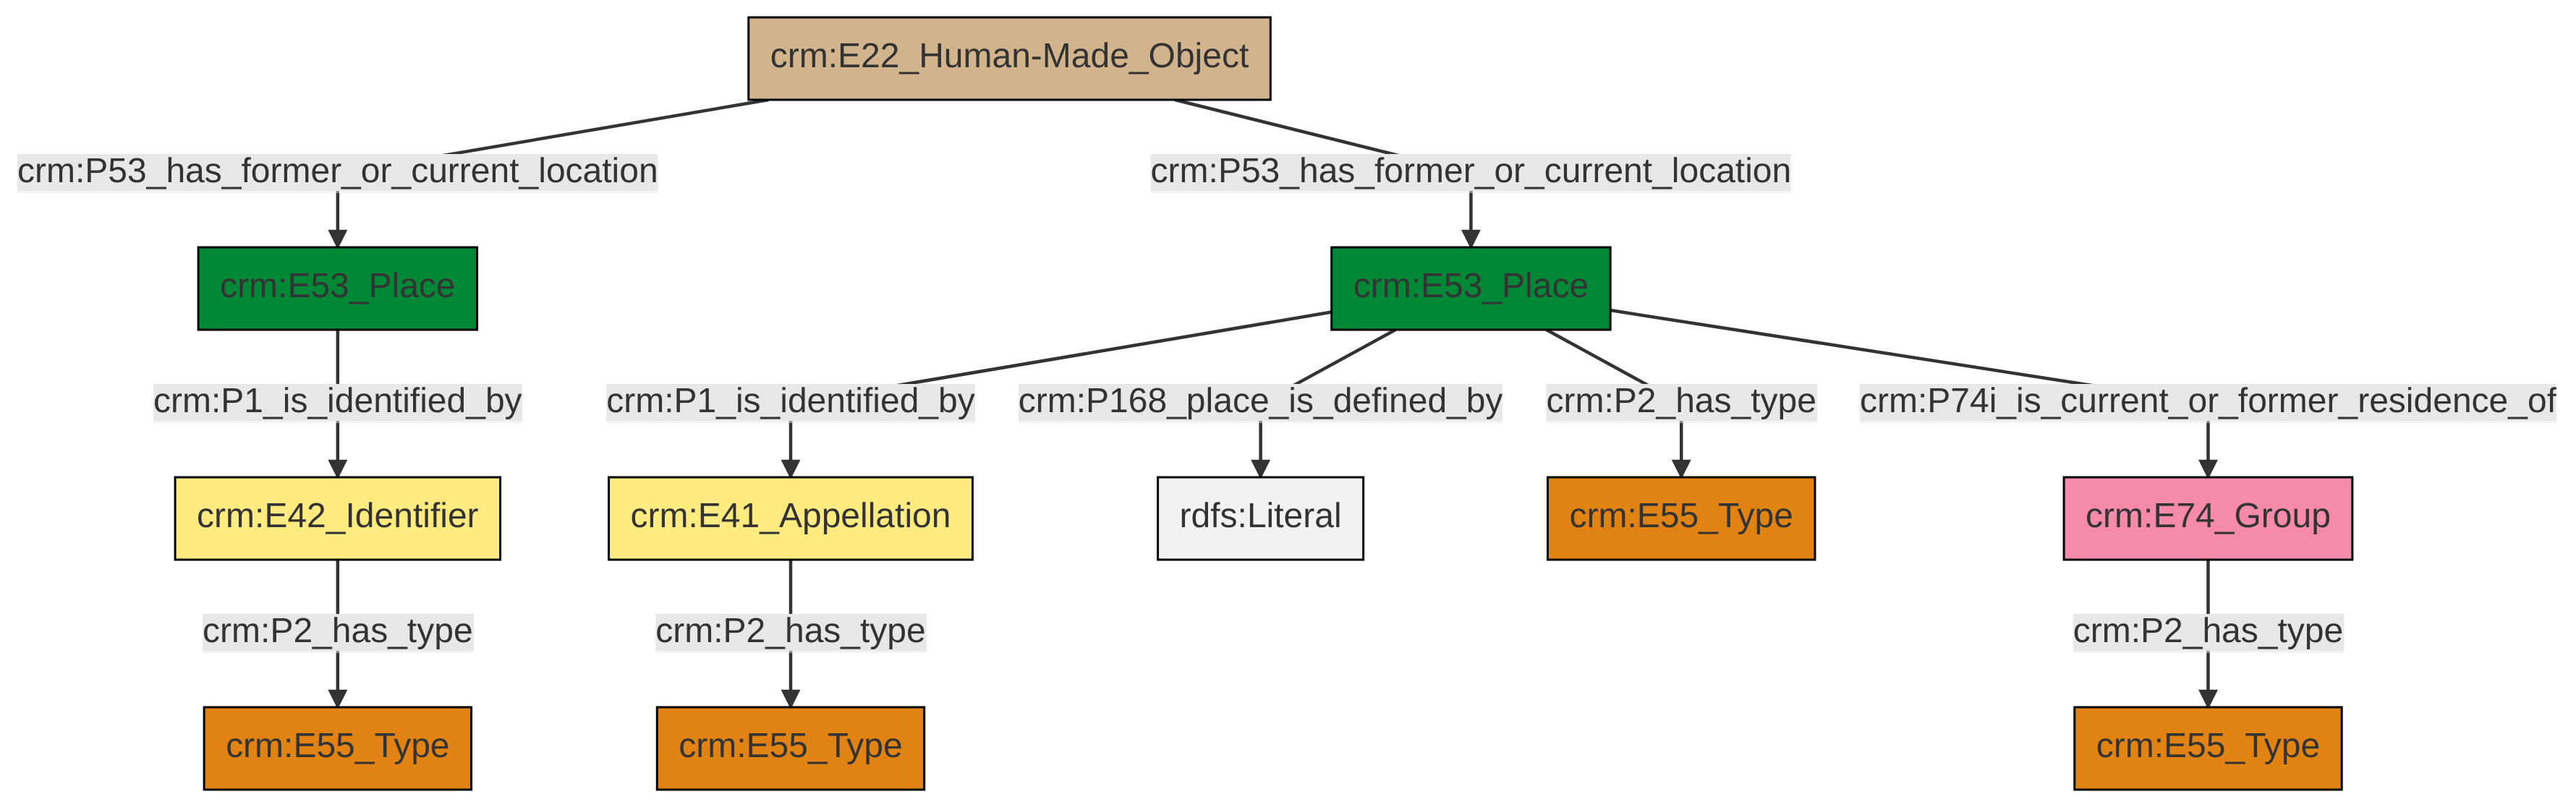 crm:E22_Human-Made_Object
crm:P53_has_former_or_current_location
crm:P53_has_former_or_current_location
crm:E53_Place
crm:E53_Place
crm:P1_is_identified_by
crm:P1_is_identified_by
crm:P168_place_is_defined_by
crm:P2_has_type
crm:P74i_is_current_or_former_residence_of
crm:E42_Identifier
crm:E41_Appellation
rdfs:Literal
crm:E55_Type
crm:E74_Group
crm:P2_has_type
crm:P2_has_type
crm:P2_has_type
crm:E55_Type
crm:E55_Type
crm:E55_Type